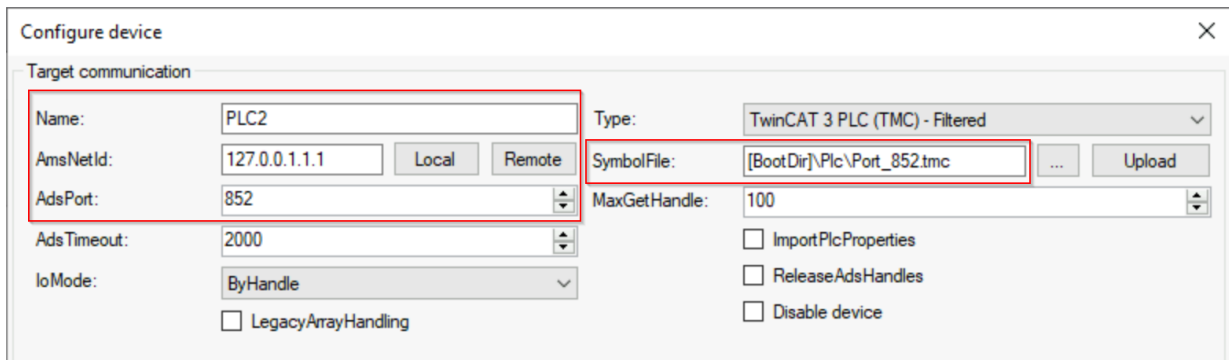 Configure device
Target communication
Name: PLC2 Type: TwinCAT 3 PLC (TMC) - Filtered
AmsNetId: 127.0.0.1.1.1 Local Remote SymbolFile: [BootDir]\Plc\Port_852.tmc ... Upload
AdsPort: 852 MaxGetHandle: 100
AdsTimeout: 2000 ImportPlcProperties
IoMode: ByHandle ReleaseAdsHandles
LegacyArrayHandling Disable device